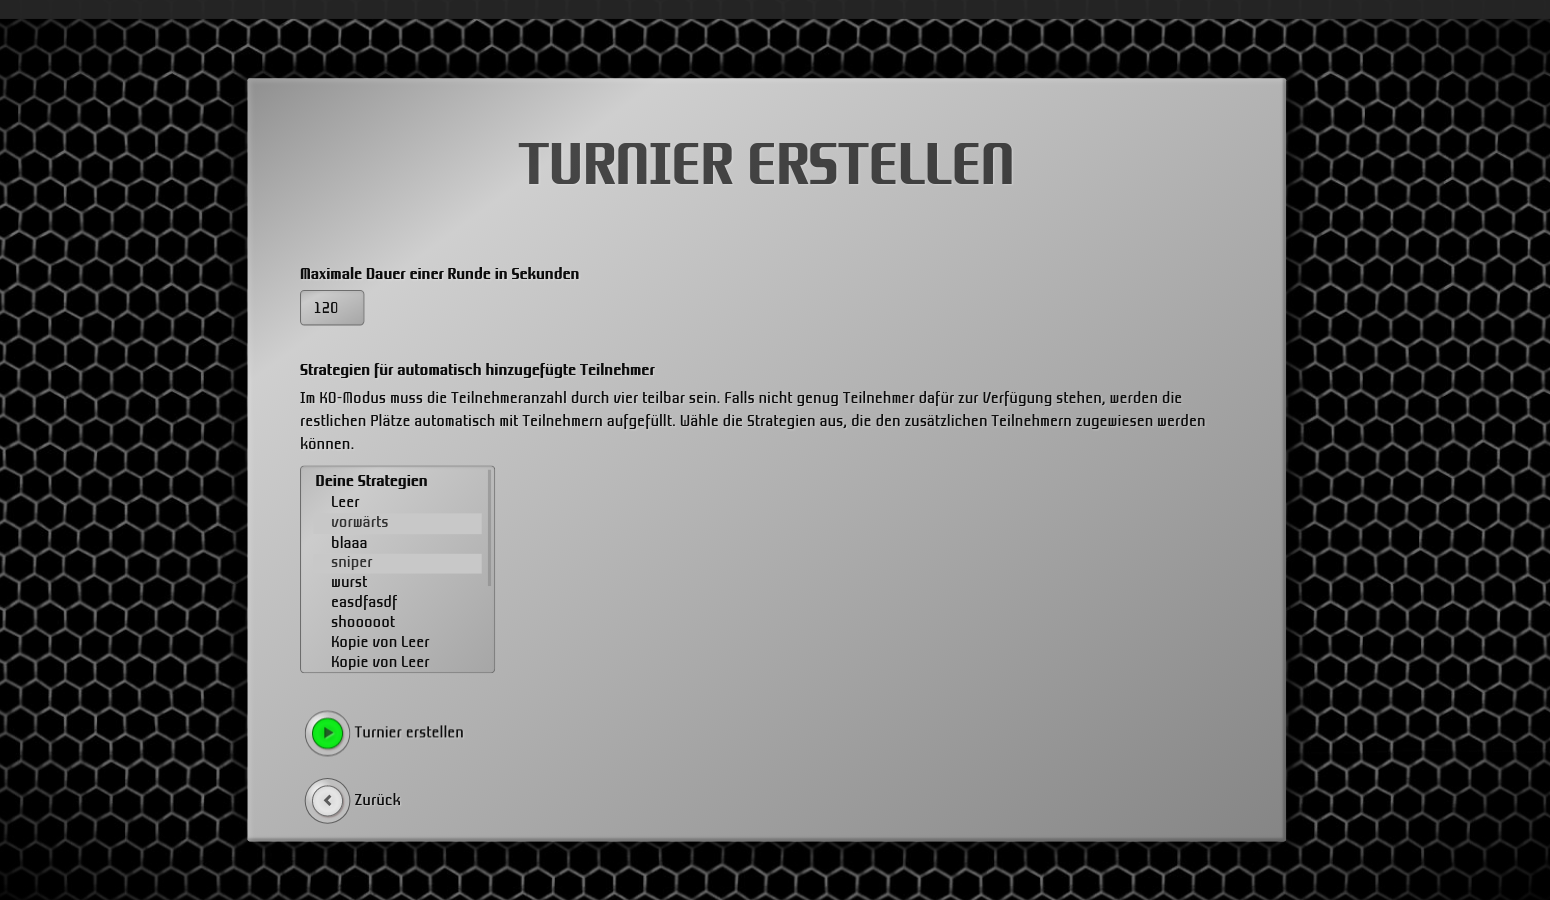 TURNIER ERSTELLEN
Maximale Dauer einer Runde in Sekunden
120
Strategien für automatisch hinzugefügte Teilnehmer
Im KO-Modus muss die Teilnehmeranzahl durch vier teilbar sein. Falls nicht genug Teilnehmer dafür zur Verfügung stehen, werden die
restlichen Plätze automatisch mit Teilnehmern aufgefüllt. Wähle die Strategien aus, die den zusätzlichen Teilnehmern zugewiesen werden
können.
Deine Strategien
Leer
vorwärts
blaaa
sniper
wurst
easdfasdf
shooooot
Kopie von Leer
Kopie von Leer
Turnier erstellen
Zurück